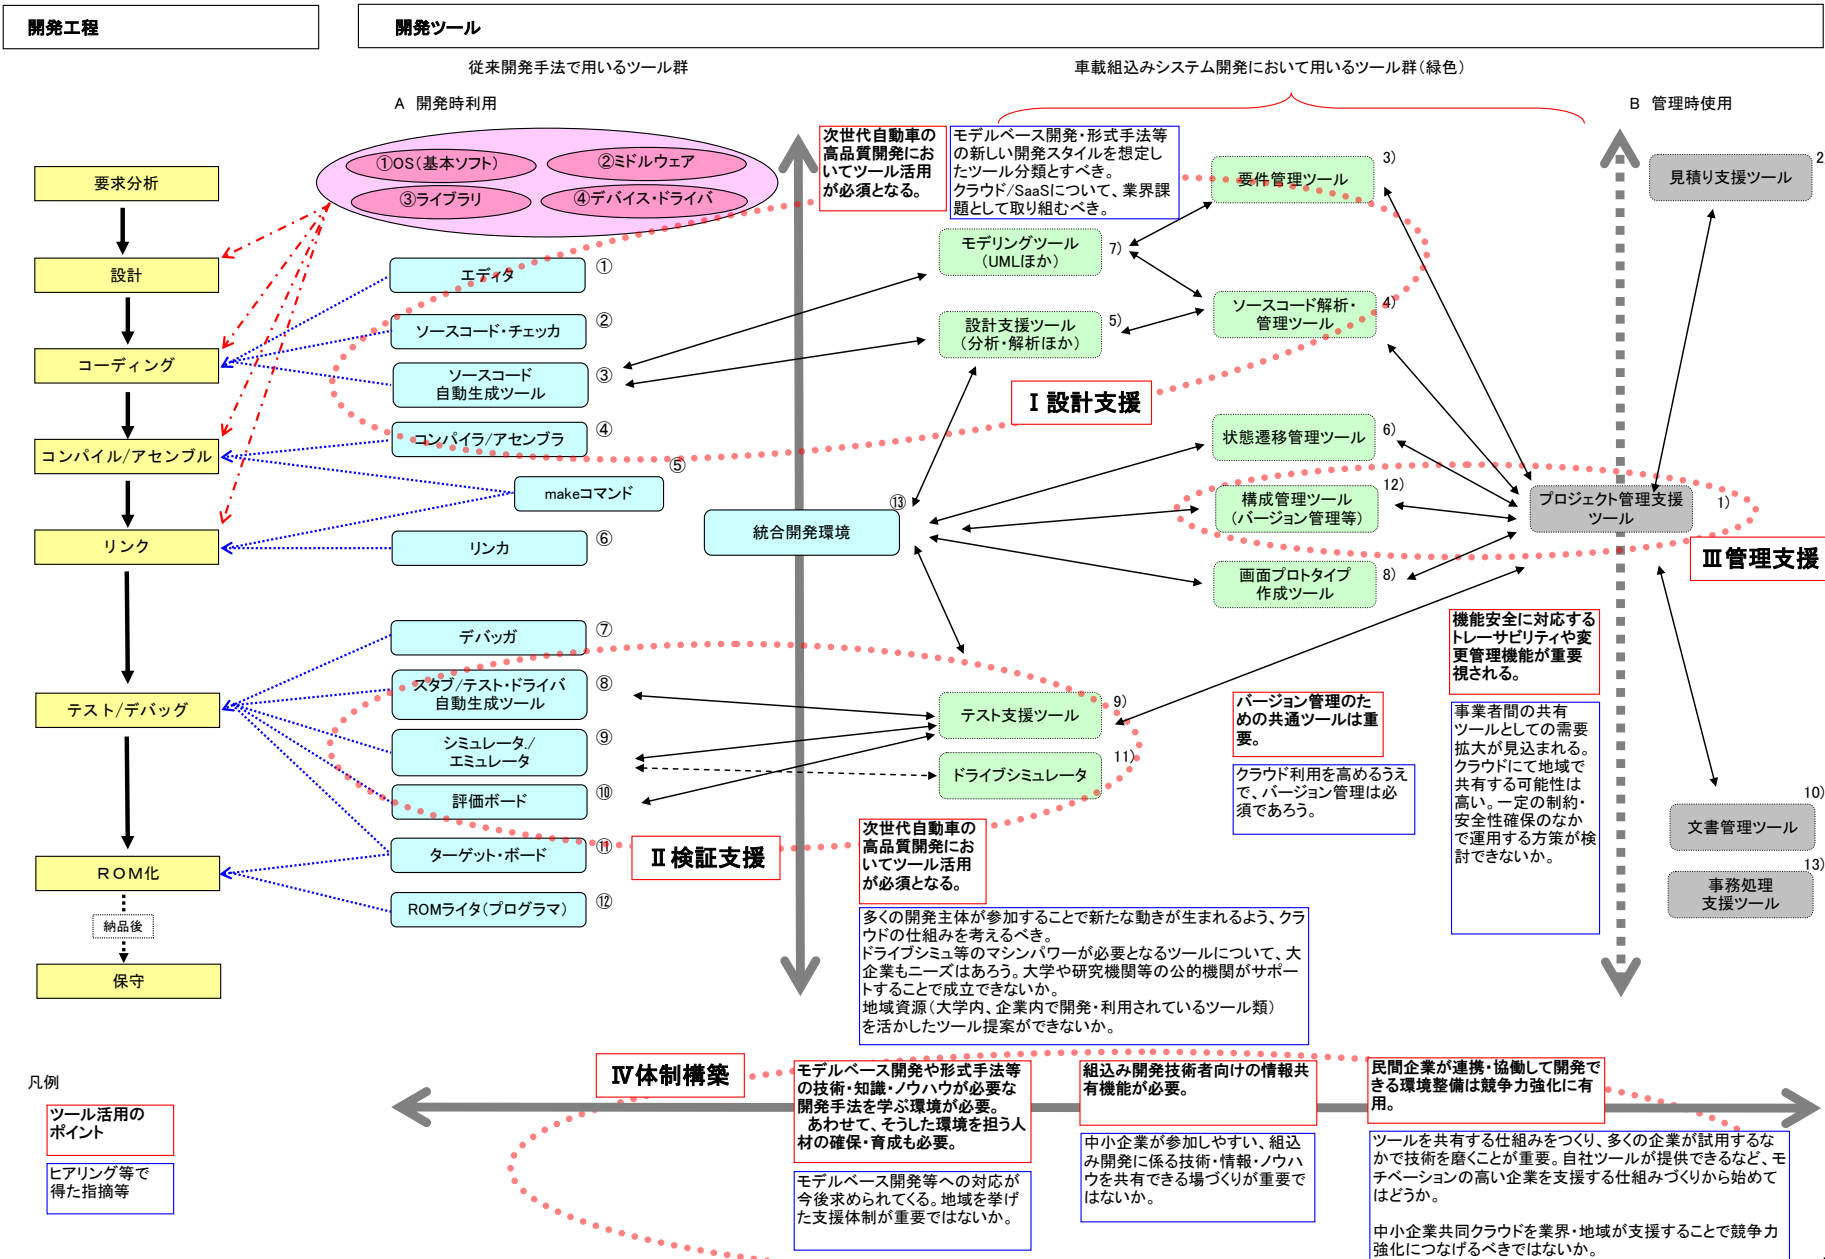 開発工程
開発ツール
従来開発手法で用いるツール群
車載組込みシステム開発において用いるツール群(緑色)
A 開発時利用
B 管理時使用
要求分析
設計
コーディング
コンパイル/アセンブル
リンク
テスト/デバッグ
ROM化
納品後
保守
①OS(基本ソフト)
②ミドルウェア
③ライブラリ
④デバイス・ドライバ
エディタ
①
ソースコード・チェッカ
②
ソースコード
自動生成ツール
③
コンパイラ/アセンブラ
④
⑤
makeコマンド
リンカ
⑥
デバッガ
⑦
スタブ/テスト・ドライバ
自動生成ツール
⑧
シミュレータ/
エミュレータ
⑨
評価ボード
⑩
ターゲット・ボード
⑪
ROMライタ(プログラマ)
⑫
⑬
統合開発環境
次世代自動車の
高品質開発にお
いてツール活用
が必須となる。
モデルベース開発・形式手法等
の新しい開発スタイルを想定し
たツール分類とすべき。
クラウド/SaaSについて、業界課
題として取り組むべき。
要件管理ツール
3)
モデリングツール
(UMLほか)
7)
ソースコード解析・
管理ツール
4)
設計支援ツール
(分析・解析ほか)
5)
Ⅰ設計支援
状態遷移管理ツール
6)
構成管理ツール
(バージョン管理等)
12)
画面プロトタイプ
作成ツール
8)
テスト支援ツール
9)
ドライブシミュレータ
11)
見積り支援ツール
2
プロジェクト管理支援
ツール
1)
Ⅲ管理支援
文書管理ツール
10)
事務処理
支援ツール
13)
機能安全に対応する
トレーサビリティや変
更管理機能が重要
視される。
事業者間の共有
ツールとしての需要
拡大が見込まれる。
クラウドにて地域で
共有する可能性は
高い。一定の制約・
安全性確保のなか
で運用する方策が検
討できないか。
バージョン管理のた
めの共通ツールは重
要。
クラウド利用を高めるうえ
で、バージョン管理は必
須であろう。
Ⅱ検証支援
次世代自動車の
高品質開発にお
いてツール活用
が必須となる。
多くの開発主体が参加することで新たな動きが生まれるよう、クラ
ウドの仕組みを考えるべき。
ドライブシミュ等のマシンパワーが必要となるツールについて、大
企業もニーズはあろう。大学や研究機関等の公的機関がサポー
トすることで成立できないか。
地域資源(大学内、企業内で開発・利用されているツール類)
を活かしたツール提案ができないか。
Ⅳ体制構築
モデルベース開発や形式手法等
の技術・知識・ノウハウが必要な
開発手法を学ぶ環境が必要。
あわせて、そうした環境を担う人
材の確保・育成も必要。
モデルベース開発等への対応が
今後求められてくる。地域を挙げ
た支援体制が重要ではないか。
組込み開発技術者向けの情報共
有機能が必要。
中小企業が参加しやすい、組込
み開発に係る技術・情報・ノウハ
ウを共有できる場づくりが重要で
はないか。
民間企業が連携・協働して開発で
きる環境整備は競争力強化に有
用。
ツールを共有する仕組みをつくり、多くの企業が試用するな
かで技術を磨くことが重要。自社ツールが提供できるなど、モ
チベーションの高い企業を支援する仕組みづくりから始めて
はどうか。
中小企業共同クラウドを業界・地域が支援することで競争力
強化につなげるべきではないか。
凡例
ツール活用の
ポイント
ヒアリング等で
得た指摘等